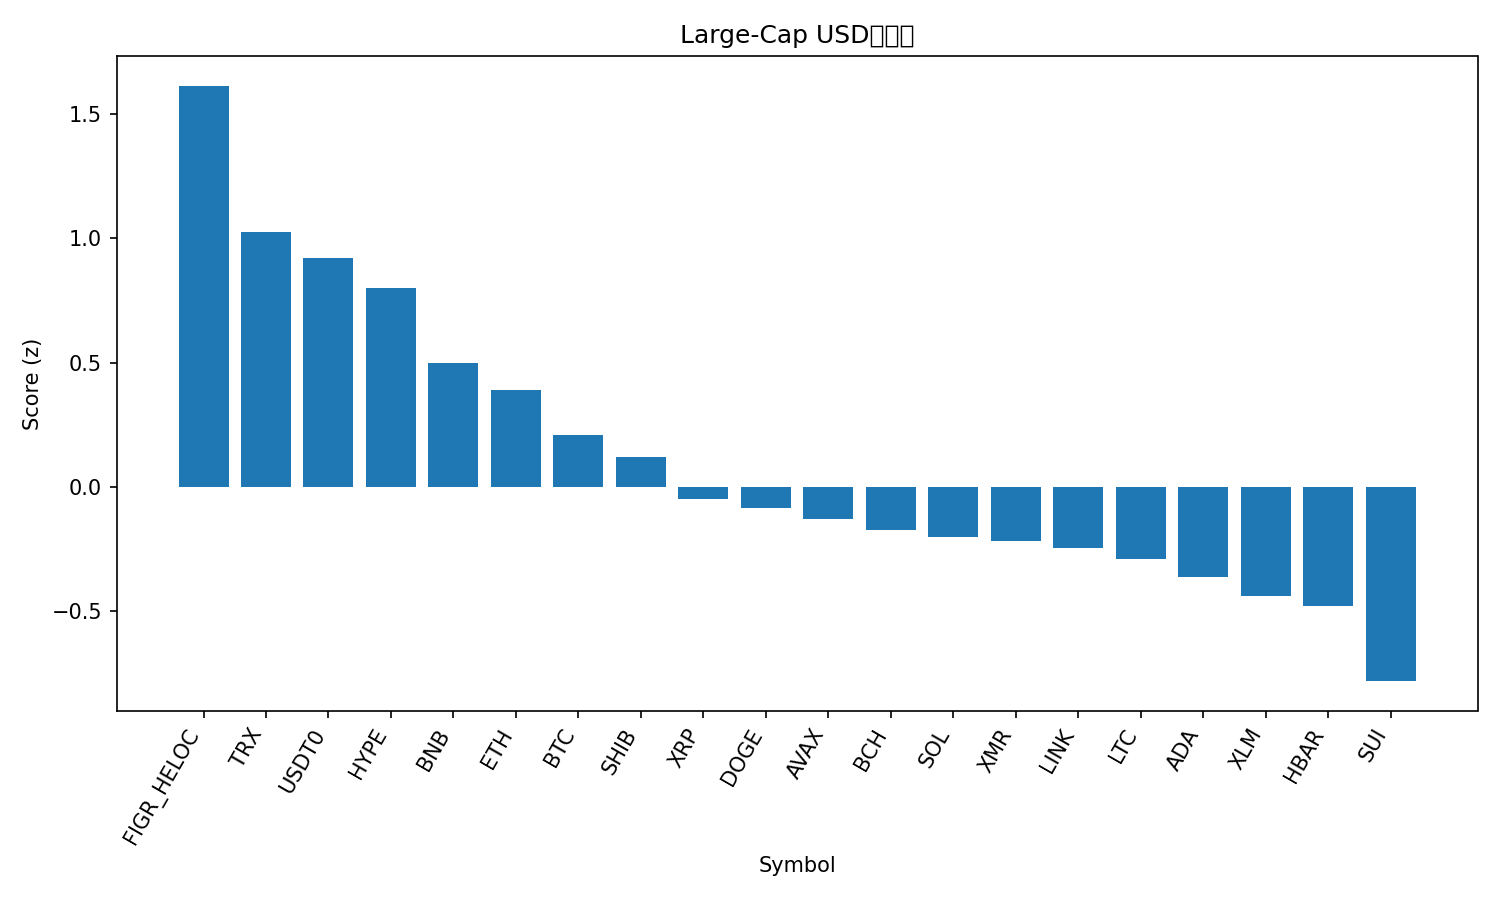 Large-Cap USD
Score (z)
1.5
1.0
0.5
0.0
−0.5
FIGR_HELOC
TRX
USDT0
HYPE
BNB
ETH
BTC
SHIB
XRP
DOGE
AVAX
BCH
SOL
XMR
LINK
LTC
ADA
XLM
HBAR
SUI
Symbol